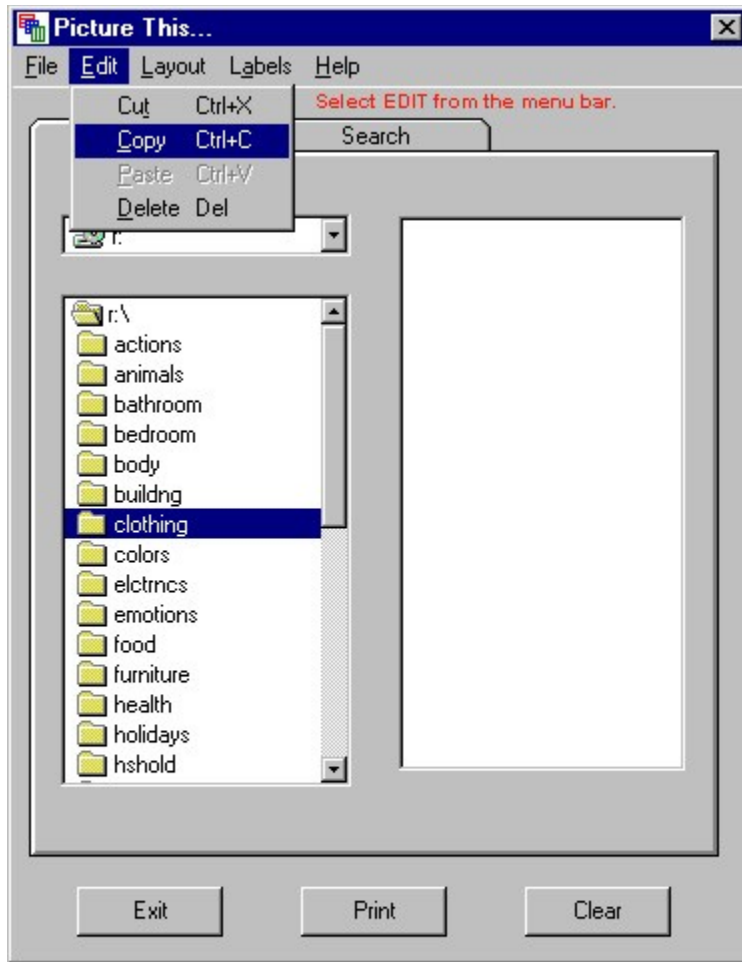 Picture This...
File Edit Layout Labels Help
Select EDIT from the menu bar.
Cut Ctrl+X
Copy Ctrl+C
Paste Ctrl+V
Delete Del
Search
r:
r:\
actions
animals
bathroom
bedroom
body
buildng
clothing
colors
elctrncs
emotions
food
furniture
health
holidays
hshold
Exit Print Clear